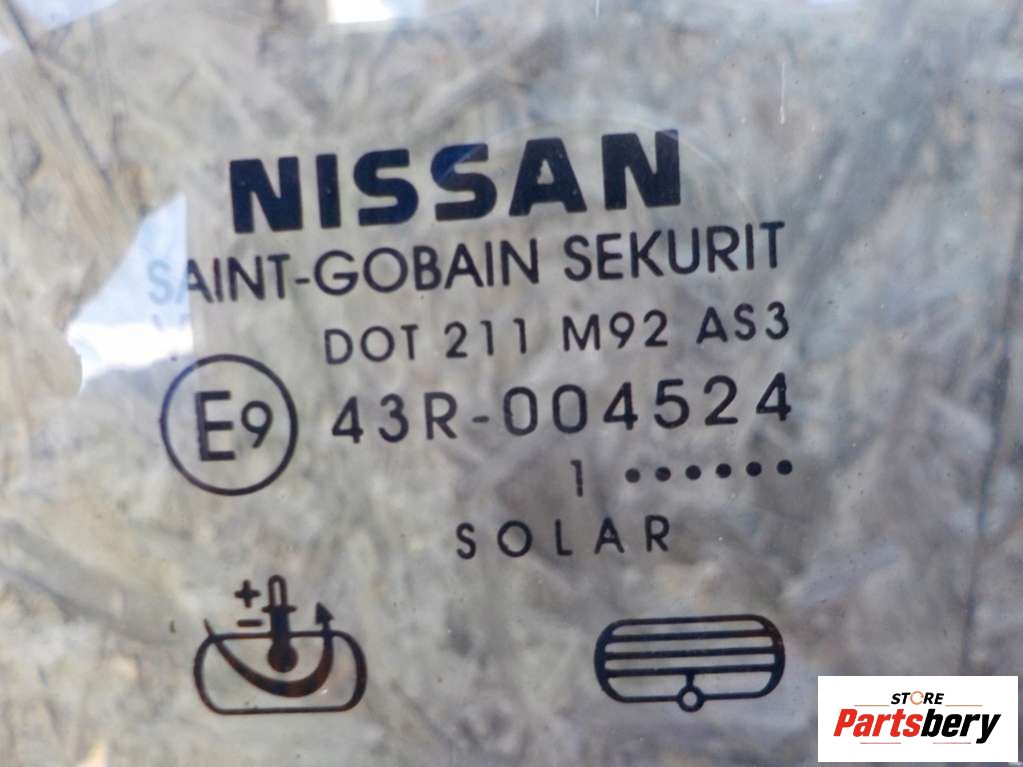 NISSAN
SAINT-GOBAIN SEKURIT
DOT 211 M92 AS3
E9 43R-004524
1 ••••••
SOLAR
+
-
STORE
Partsbery